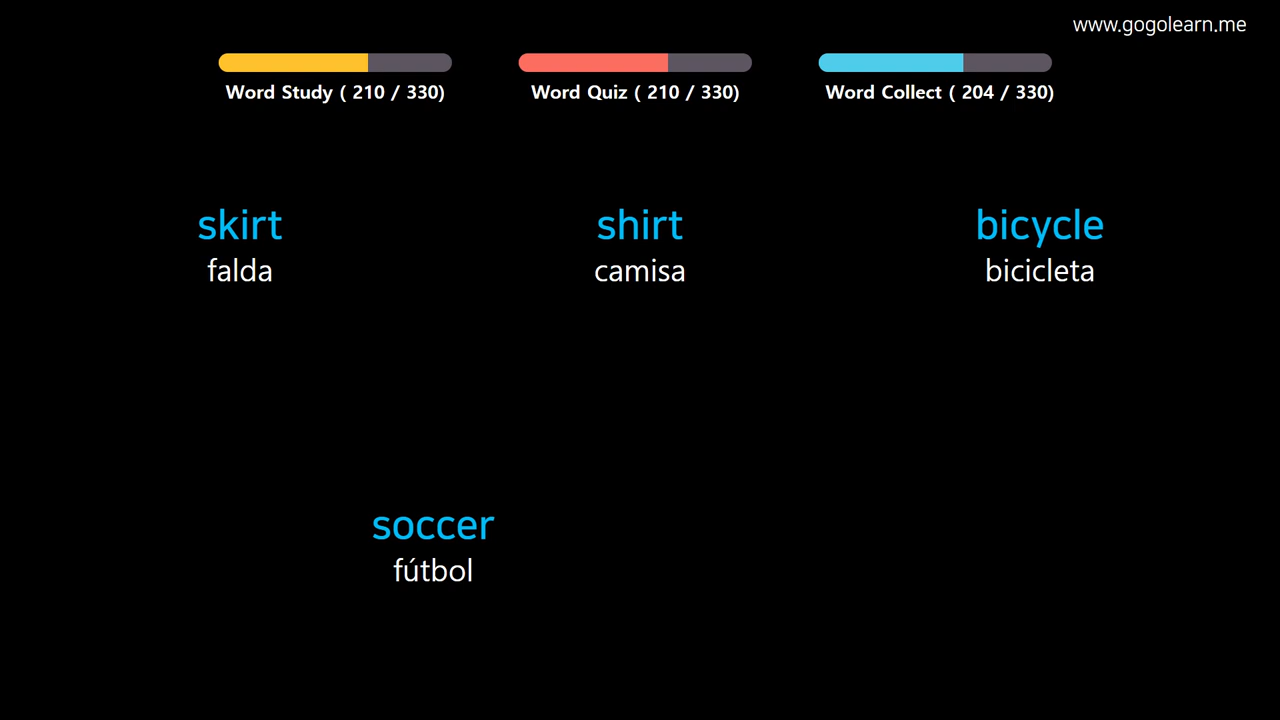 www.gogolearn.me
Word Study ( 210 / 330) Word Quiz ( 210 / 330) Word Collect ( 204 / 330)
skirt shirt bicycle
falda camisa bicicleta
soccer
fútbol